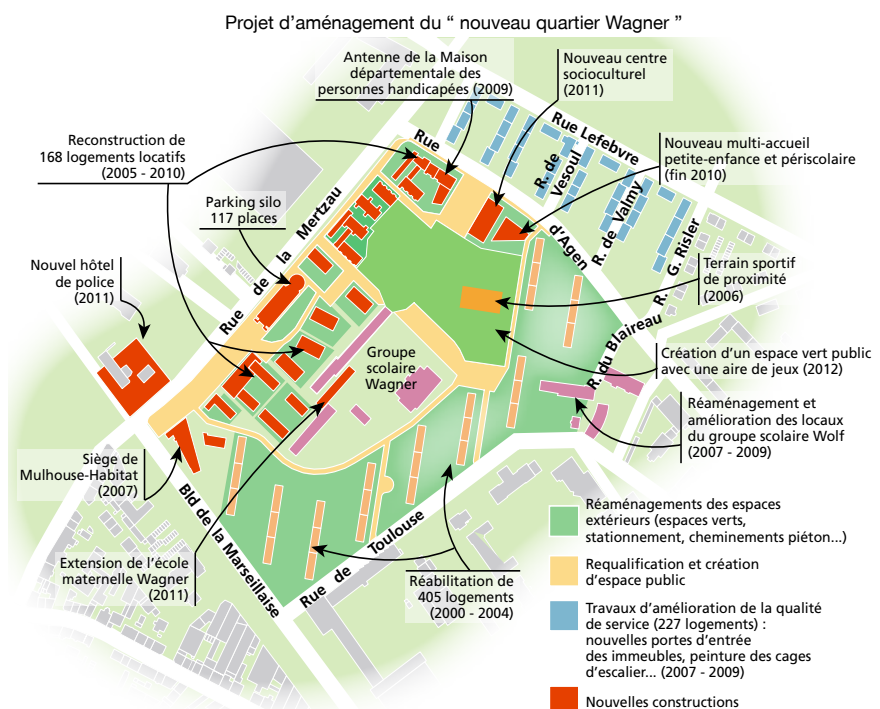 Projet d'aménagement du " nouveau quartier Wagner "
Antenne de la Maison
départementale des
personnes handicapées (2009)
Nouveau centre
socioculturel
(2011)
Reconstruction de
168 logements locatifs
(2005 - 2010)
Nouveau multi-accueil
petite-enfance et périscolaire
(fin 2010)
Parking silo
117 places
Nouvel hôtel
de police
(2011)
Terrain sportif
de proximité
(2006)
Groupe
scolaire
Wagner
Création d'un espace vert public
avec une aire de jeux (2012)
Réaménagement et
amélioration des locaux
du groupe scolaire Wolf
(2007 - 2009)
Siège de
Mulhouse-Habitat
(2007)
Extension de l'école
maternelle Wagner
(2011)
Réabilitation de
405 logements
(2000 - 2004)
Rue de la Mertzau
Rue d'Agen
Rue Lefebvre
R. de Vesoul
R. de Valmy
R. G. Risler
R. du Blaireau
Rue de Toulouse
Bld de la Marseillaise
Réaménagements des espaces
extérieurs (espaces verts,
stationnement, cheminements piéton...)
Requalification et création
d'espace public
Travaux d'amélioration de la qualité
de service (227 logements) :
nouvelles portes d'entrée
des immeubles, peinture des cages
d'escalier... (2007 - 2009)
Nouvelles constructions